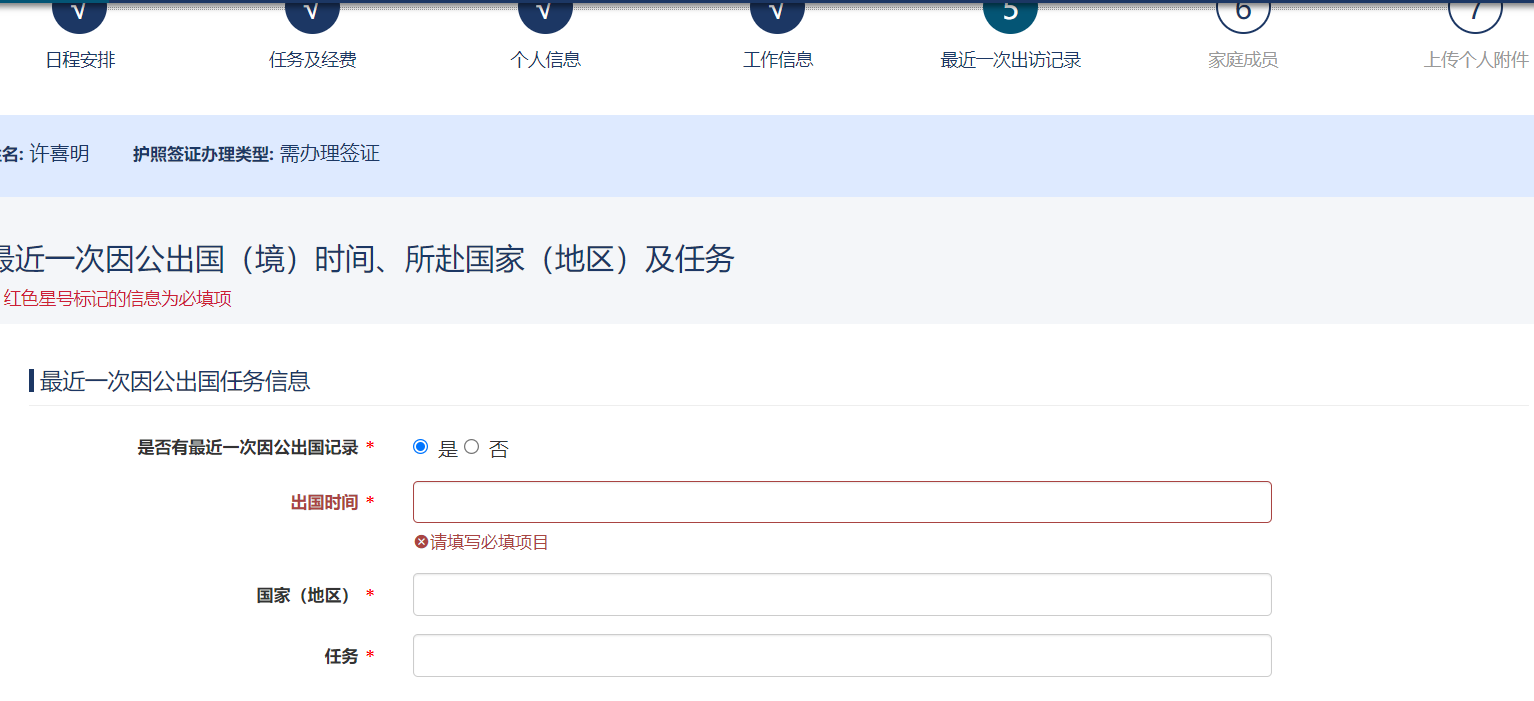 √ √ √ √ 5 6 7
日程安排 任务及经费 个人信息 工作信息 最近一次出访记录 家庭成员 上传个人附件
名: 许喜明 护照签证办理类型: 需办理签证
最近一次因公出国（境）时间、所赴国家（地区）及任务
红色星号标记的信息为必填项
最近一次因公出国任务信息
是否有最近一次因公出国记录 * 是 否
出国时间 *
请填写必填项目
国家（地区） *
任务 *